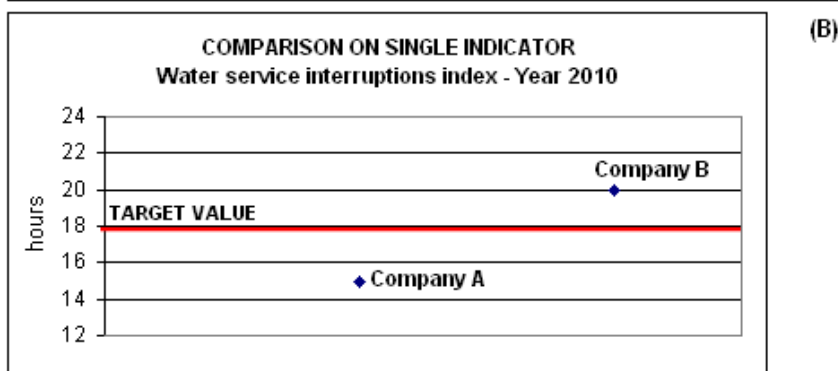 (B)
COMPARISON ON SINGLE INDICATOR
Water service interruptions index - Year 2010
24
22
Company B
20
TARGET VALUE
18
hours
16
Company A
14
12